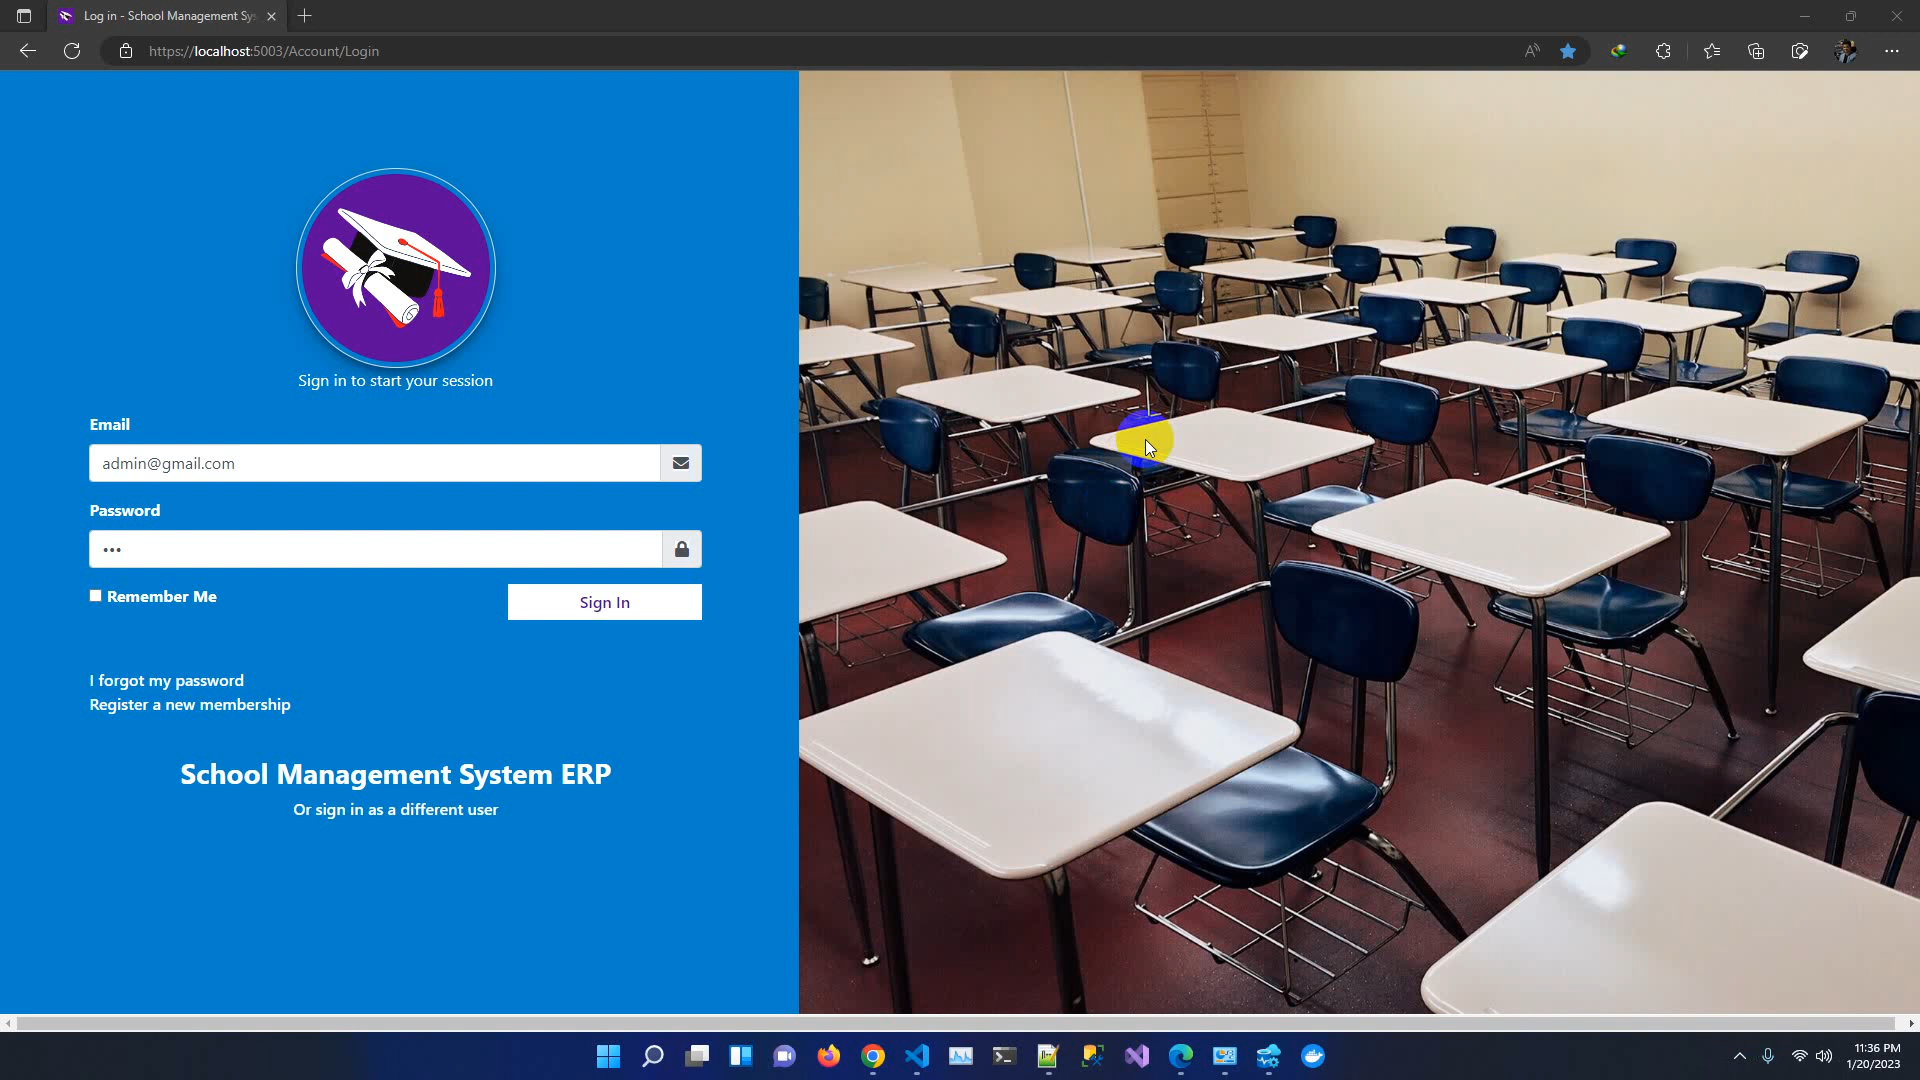 Log in - School Management Sys
https://localhost:5003/Account/Login
Sign in to start your session
Email
admin@gmail.com
Password
•••
Remember Me
Sign In
I forgot my password
Register a new membership
School Management System ERP
Or sign in as a different user
11:36 PM
1/20/2023